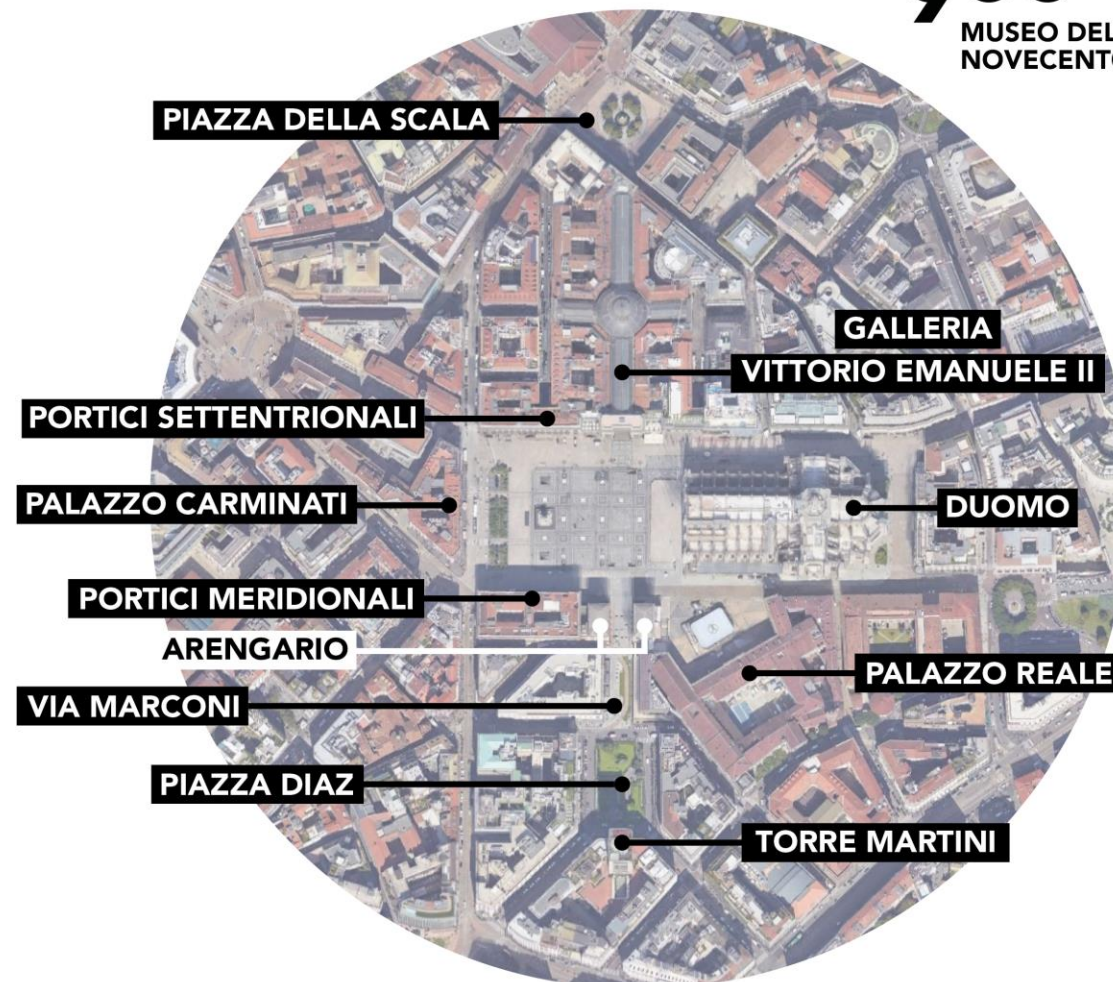 MUSEO DEL
NOVECENTO
PIAZZA DELLA SCALA
GALLERIA
VITTORIO EMANUELE II
PORTICI SETTENTRIONALI
PALAZZO CARMINATI
DUOMO
PORTICI MERIDIONALI
ARENGARIO
PALAZZO REALE
VIA MARCONI
PIAZZA DIAZ
TORRE MARTINI